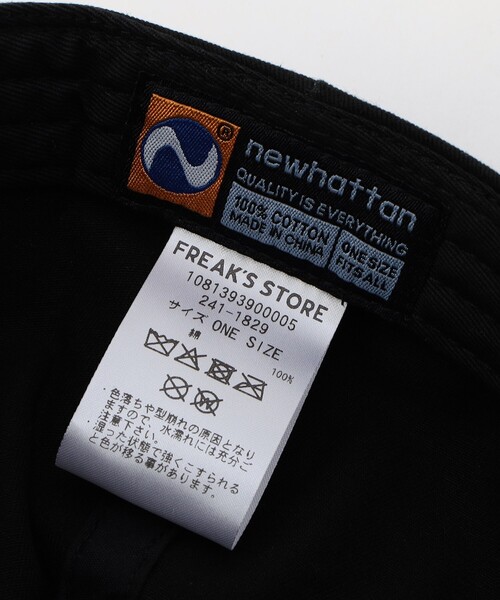 ®
newhattan
QUALITY IS EVERYTHING
100% COTTON
MADE IN CHINA
ONE SIZE
FITS ALL
FREAK'S STORE
1081393900005
241-1829
サイズ ONE SIZE
綿 100%
・色落ちや型崩れの原因となり
ますので、水濡れには充分ご
注意下さい。
・湿った状態で強くこすられる
と色が移る事があります。